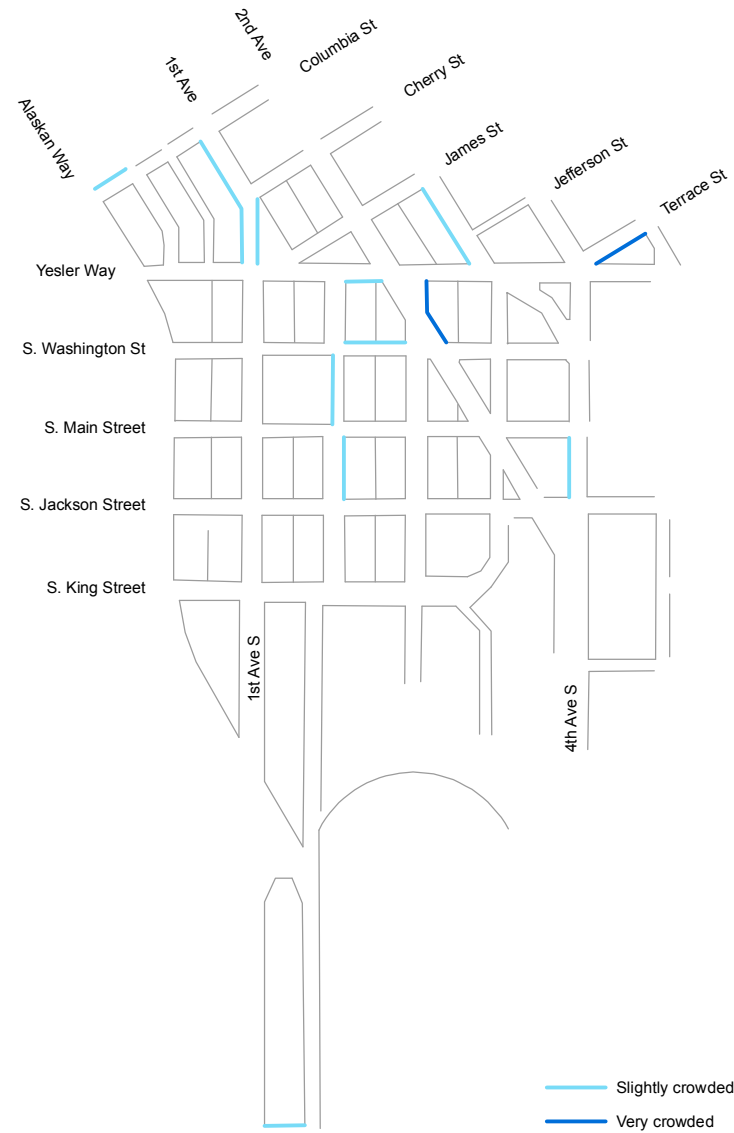 2nd Ave
Columbia St
1st Ave
Cherry St
Alaskan Way
James St
Jefferson St
Terrace St
Yesler Way
S. Washington St
S. Main Street
S. Jackson Street
S. King Street
1st Ave S
4th Ave S
Slightly crowded
Very crowded